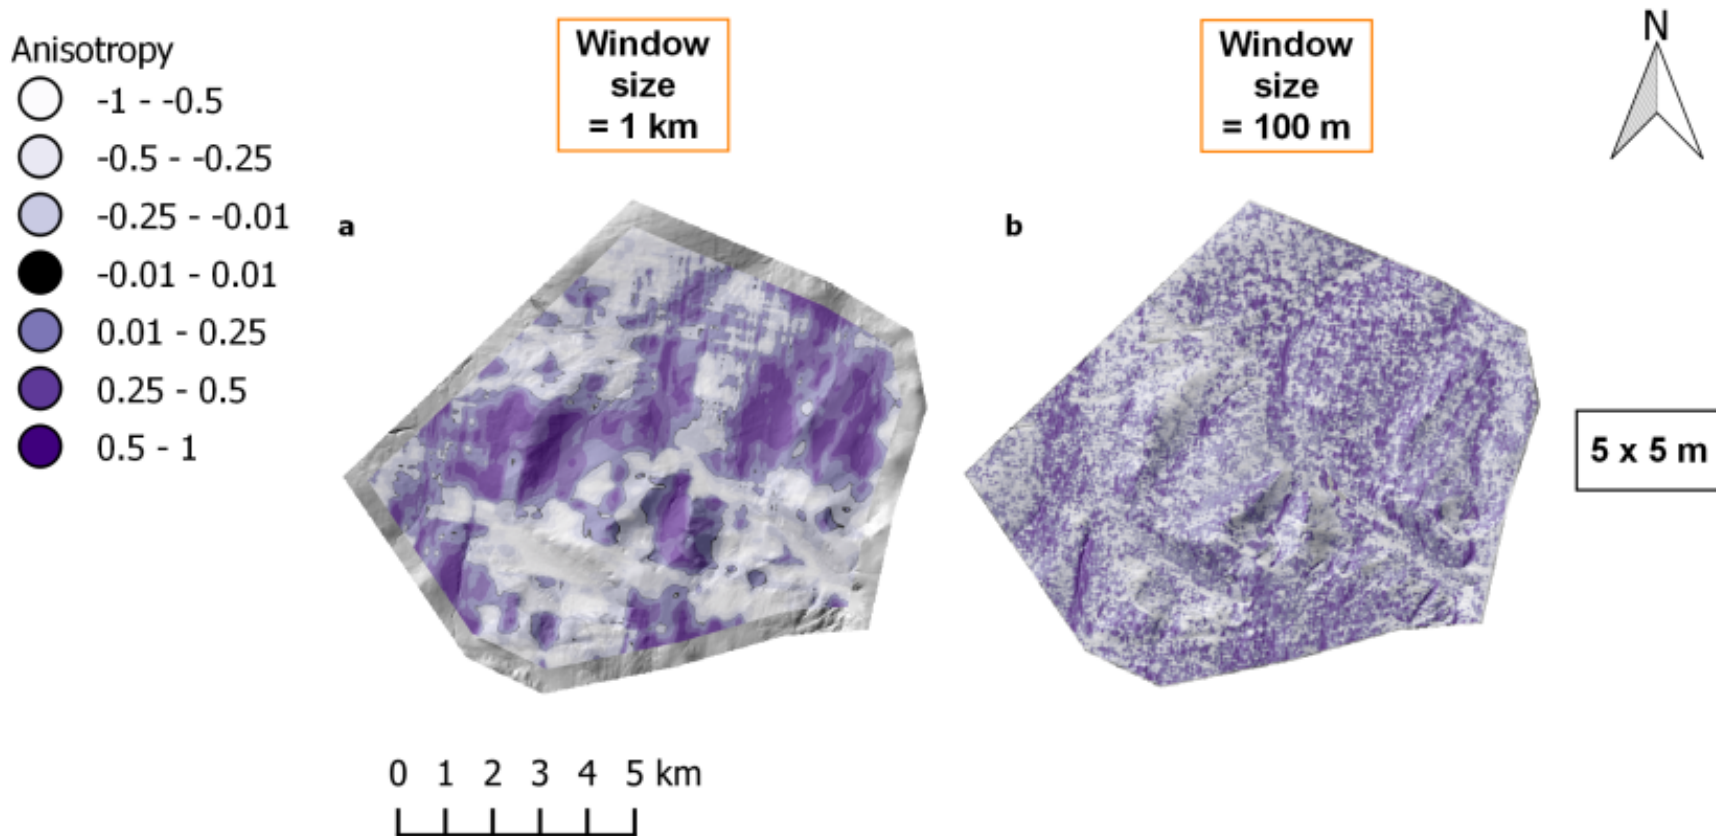 Anisotropy
-1 - -0.5
-0.5 - -0.25
-0.25 - -0.01
-0.01 - 0.01
0.01 - 0.25
0.25 - 0.5
0.5 - 1
Window
size
= 1 km
Window
size
= 100 m
N
a
b
5 x 5 m
0 1 2 3 4 5 km